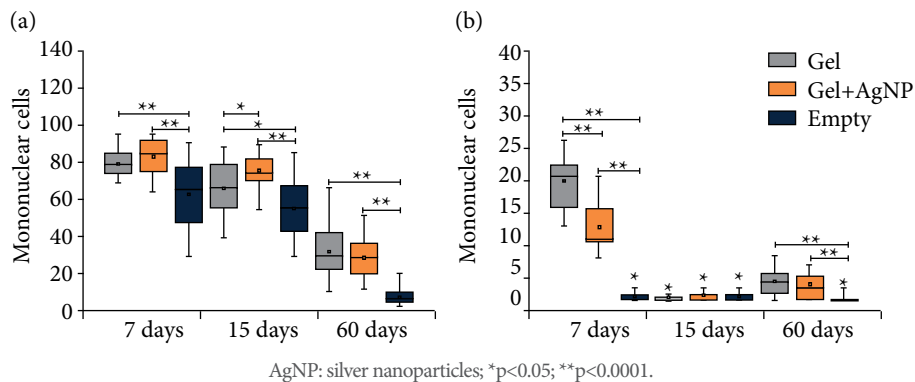 (a)
Mononuclear cells
140
120
100
80
60
40
20
0
** ** * * ** ** **
7 days 15 days 60 days
(b)
Mononuclear cells
40
35
30
25
20
15
10
5
0
** ** ** * * * * ** ** *
7 days 15 days 60 days
Gel
Gel+AgNP
Empty
AgNP: silver nanoparticles; *p<0.05; **p<0.0001.